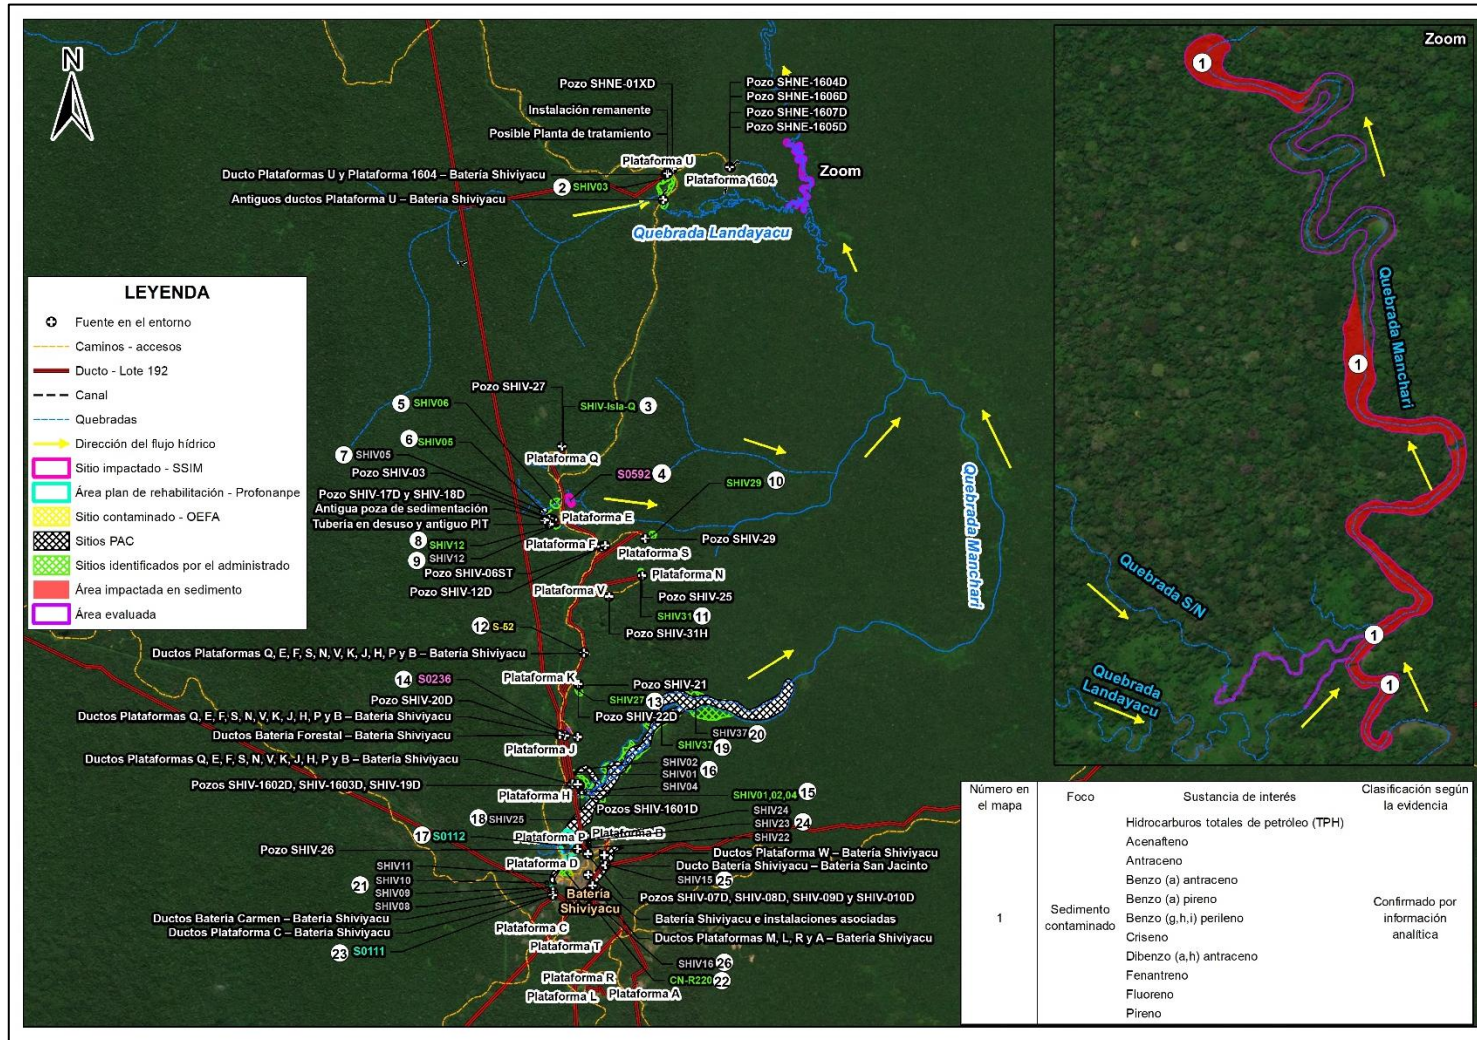 N
Pozo SHNE-01XD
Instalación remanente
Posible Planta de tratamiento
Pozo SHNE-1604D
Pozo SHNE-1606D
Pozo SHNE-1607D
Pozo SHNE-1605D
Plataforma U
Plataforma 1604
Zoom
Ducto Plataformas U y Plataforma 1604 – Batería Shiviyacu
2 SHIV03
Antiguos ductos Plataforma U – Batería Shiviyacu
Quebrada Landayacu
LEYENDA
Fuente en el entorno
Caminos - accesos
Ducto - Lote 192
Canal
Quebradas
Dirección del flujo hídrico
Sitio impactado - SSIM
Área plan de rehabilitación - Profonanpe
Sitio contaminado - OEFA
Sitios PAC
Sitios identificados por el administrado
Área impactada en sedimento
Área evaluada
Pozo SHIV-27
5 SHIV06
SHIV-Isla-Q 3
6 SHIV05
7 SHIV05
Plataforma Q
S0592 4
Pozo SHIV-03
SHIV29 10
Pozo SHIV-17D y SHIV-18D
Antigua poza de sedimentación
Tubería en desuso y antiguo PIT
Plataforma E
8 SHIV12
9 SHIV12
Plataforma F
Plataforma S
Pozo SHIV-29
Pozo SHIV-06ST
Pozo SHIV-12D
Plataforma N
Plataforma V
Pozo SHIV-25
SHIV31 11
Pozo SHIV-31H
12 S-52
Ductos Plataformas Q, E, F, S, N, V, K, J, H, P y B – Batería Shiviyacu
Quebrada Manchari
14 S0236
Plataforma K
Pozo SHIV-21
SHIV27 13
Pozo SHIV-20D
Pozo SHIV-22D
Ductos Plataformas Q, E, F, S, N, V, K, J, H, P y B – Batería Shiviyacu
Ductos Batería Forestal – Batería Shiviyacu
SHIV37 20
SHIV37 19
Plataforma J
Ductos Plataformas Q, E, F, S, N, V, K, J, H, P y B – Batería Shiviyacu
SHIV02
SHIV01 16
SHIV04
Pozos SHIV-1602D, SHIV-1603D, SHIV-19D
Plataforma H
SHIV01,02,04 15
Pozos SHIV-1601D
18 SHIV25
SHIV24
SHIV23 24
SHIV22
17 S0112
Plataforma P
Plataforma B
Pozo SHIV-26
Ductos Plataforma W – Batería Shiviyacu
Plataforma D
Ducto Batería Shiviyacu – Batería San Jacinto
SHIV11
SHIV10
21
SHIV09
SHIV08
SHIV15 25
Batería
Shiviyacu
Pozos SHIV-07D, SHIV-08D, SHIV-09D y SHIV-010D
Ductos Batería Carmen – Batería Shiviyacu
Batería Shiviyacu e instalaciones asociadas
Ductos Plataforma C – Batería Shiviyacu
Plataforma C
Ductos Plataformas M, L, R y A – Batería Shiviyacu
23 S0111
Plataforma T
SHIV16 26
Plataforma R
CN-R220 22
Plataforma L
Plataforma A
Zoom
1
1
Quebrada Manchari
Quebrada S/N
1
1
Quebrada
Landayacu
Número en
el mapa
Foco
Sustancia de interés
Clasificación según
la evidencia
1
Sedimento
contaminado
Hidrocarburos totales de petróleo (TPH)
Acenafteno
Antraceno
Benzo (a) antraceno
Benzo (a) pireno
Benzo (g,h,i) perileno
Criseno
Dibenzo (a,h) antraceno
Fenantreno
Fluoreno
Pireno
Confirmado por
información
analítica